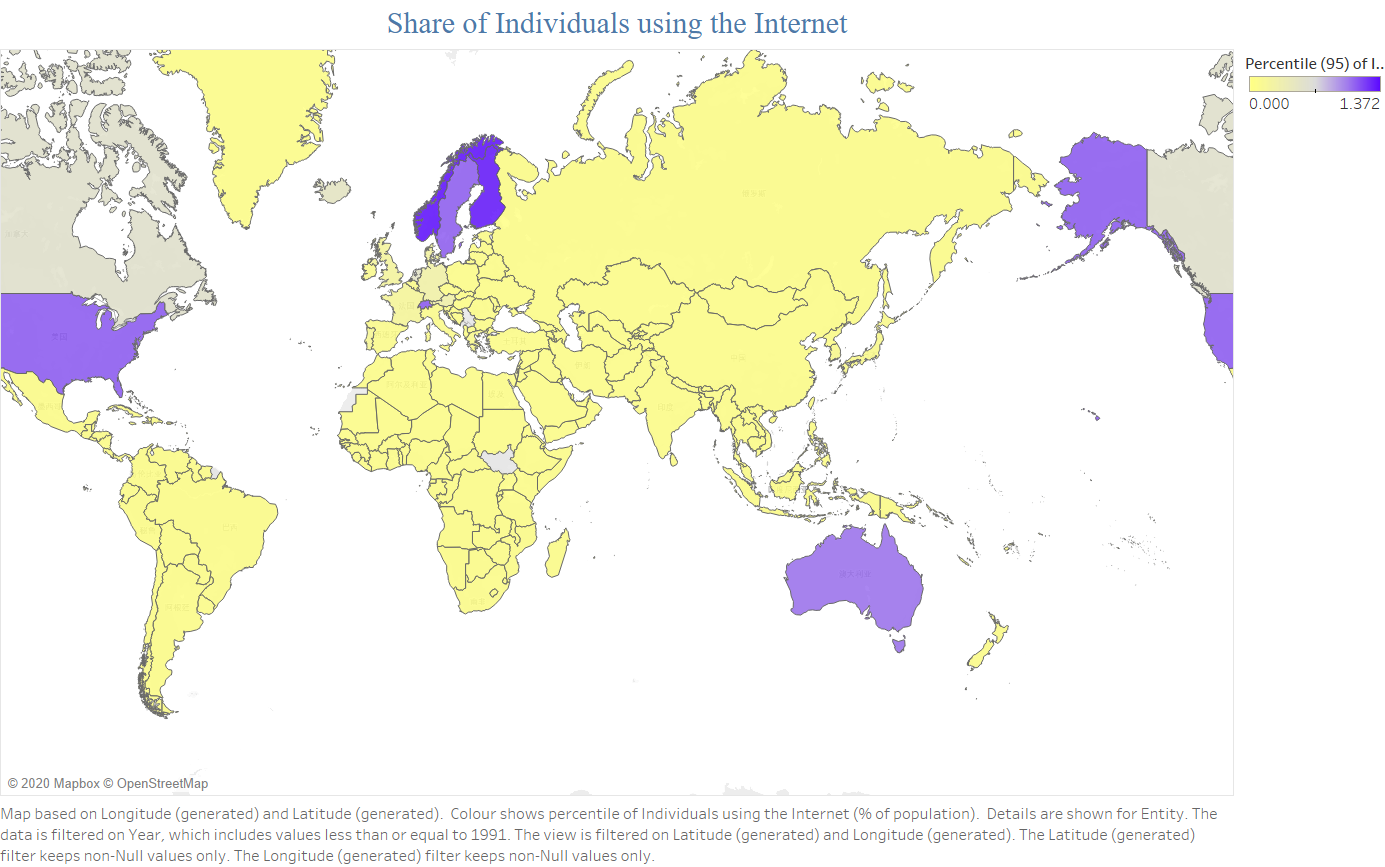 Share of Individuals using the Internet
Percentile (95) of I..
0.000 1.372
美国
© 2020 Mapbox © OpenStreetMap
Map based on Longitude (generated) and Latitude (generated).  Colour shows percentile of Individuals using the Internet (% of population).  Details are shown for Entity. The
data is filtered on Year, which includes values less than or equal to 1991. The view is filtered on Latitude (generated) and Longitude (generated). The Latitude (generated)
filter keeps non-Null values only. The Longitude (generated) filter keeps non-Null values only.